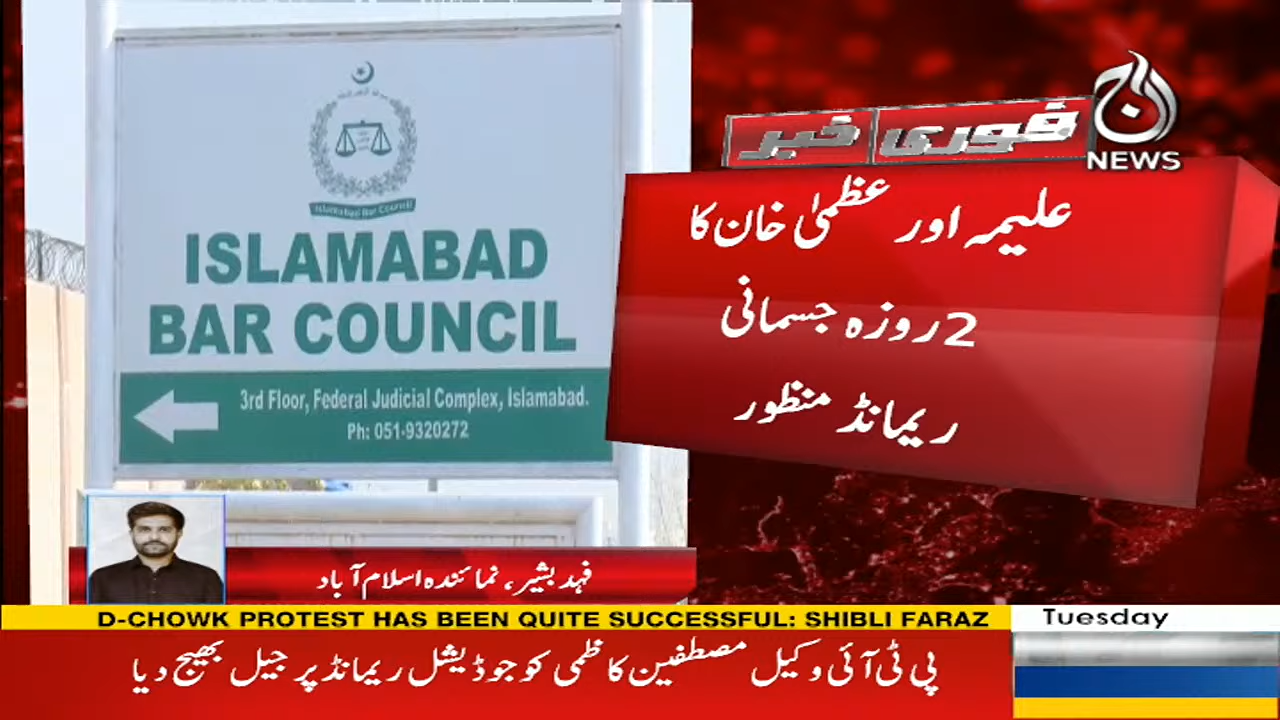 Islamabad Bar Council
ISLAMABAD
BAR COUNCIL
3rd Floor, Federal Judicial Complex, Islamabad.
Ph: 051-9320272
آج
NEWS
فوری خبر
علیمہ اور عظمیٰ خان کا
2 روزہ جسمانی
ریمانڈ منظور
فہد بشیر، نمائندہ اسلام آباد
D-CHOWK PROTEST HAS BEEN QUITE SUCCESSFUL: SHIBLI FARAZ
Tuesday
پی ٹی آئی وکیل مصطفین کاظمی کو جوڈیشل ریمانڈ پر جیل بھیج دیا